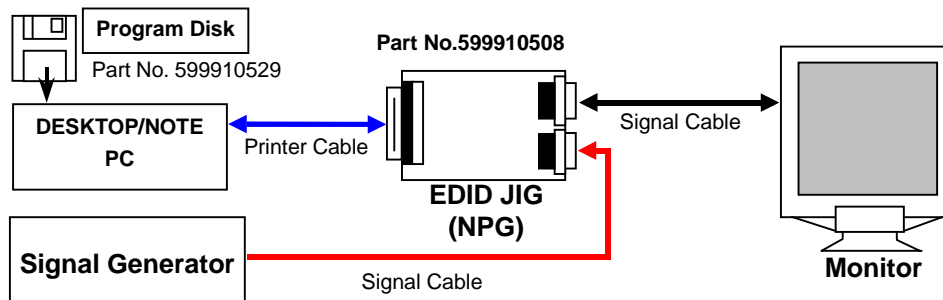 Program Disk
Part No. 599910529
Part No.599910508
DESKTOP/NOTE
PC
Printer Cable
Signal Cable
EDID JIG
(NPG)
Signal Generator
Signal Cable
Monitor